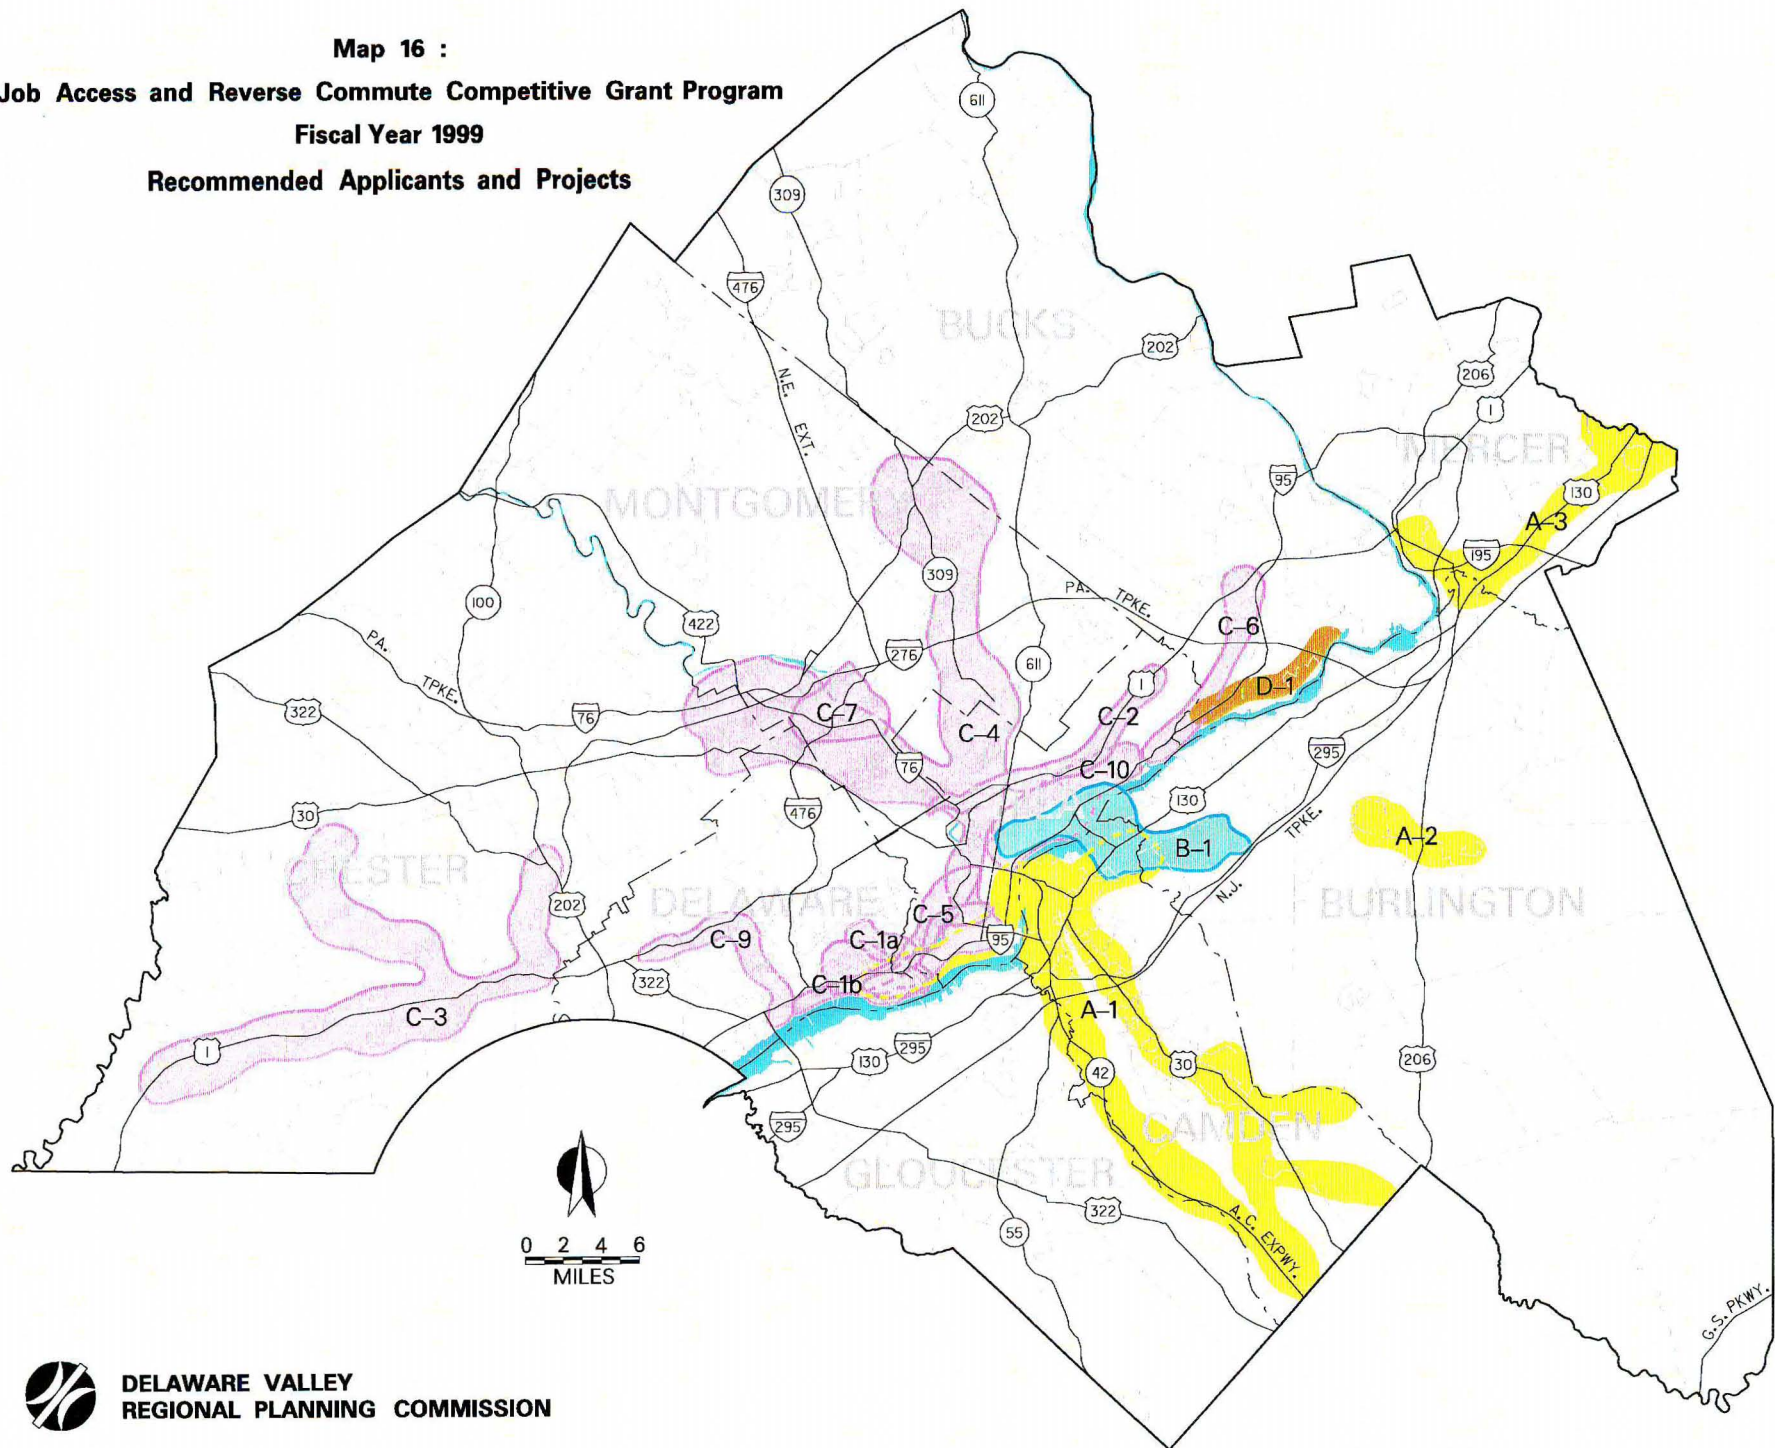 Map 16 :
Job Access and Reverse Commute Competitive Grant Program
Fiscal Year 1999
Recommended Applicants and Projects
611
309
476
BUCKS
202
206
N.E. EXT.
1
202
MERCER
95
130
MONTGOMERY
A-3
195
309
PA. TPKE.
100
422
C-6
PA. TPKE.
276
611
D-1
1
322
76
C-7
C-2
C-4
295
76
C-10
130
30
476
TPKE.
A-2
B-1
CHESTER
N.J.
DELAWARE
BURLINGTON
202
C-5
C-9
C-1a
95
322
C-1b
C-3
A-1
1
295
130
30
206
42
295
CAMDEN
GLOUCESTER
322
A.C. EXPWY.
55
0 2 4 6
MILES
G.S. PKWY.
DELAWARE VALLEY
REGIONAL PLANNING COMMISSION